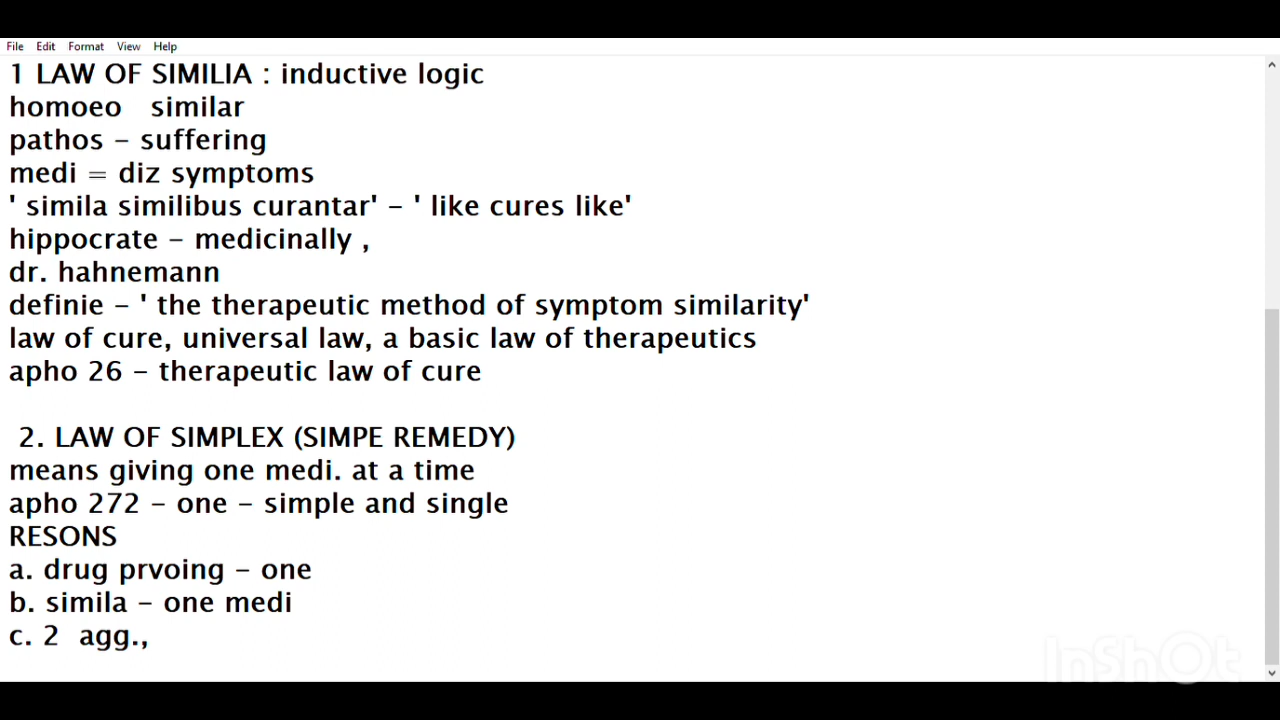 File Edit Format View Help
1 LAW OF SIMILIA : inductive logic
homoeo similar
pathos - suffering
medi = diz symptoms
' simila similibus curantar' - ' like cures like'
hippocrate - medicinally ,
dr. hahnemann
definie - ' the therapeutic method of symptom similarity'
law of cure, universal law, a basic law of therapeutics
apho 26 - therapeutic law of cure
2. LAW OF SIMPLEX (SIMPE REMEDY)
means giving one medi. at a time
apho 272 - one - simple and single
RESONS
a. drug prvoing - one
b. simila - one medi
c. 2 agg.,
InShOt